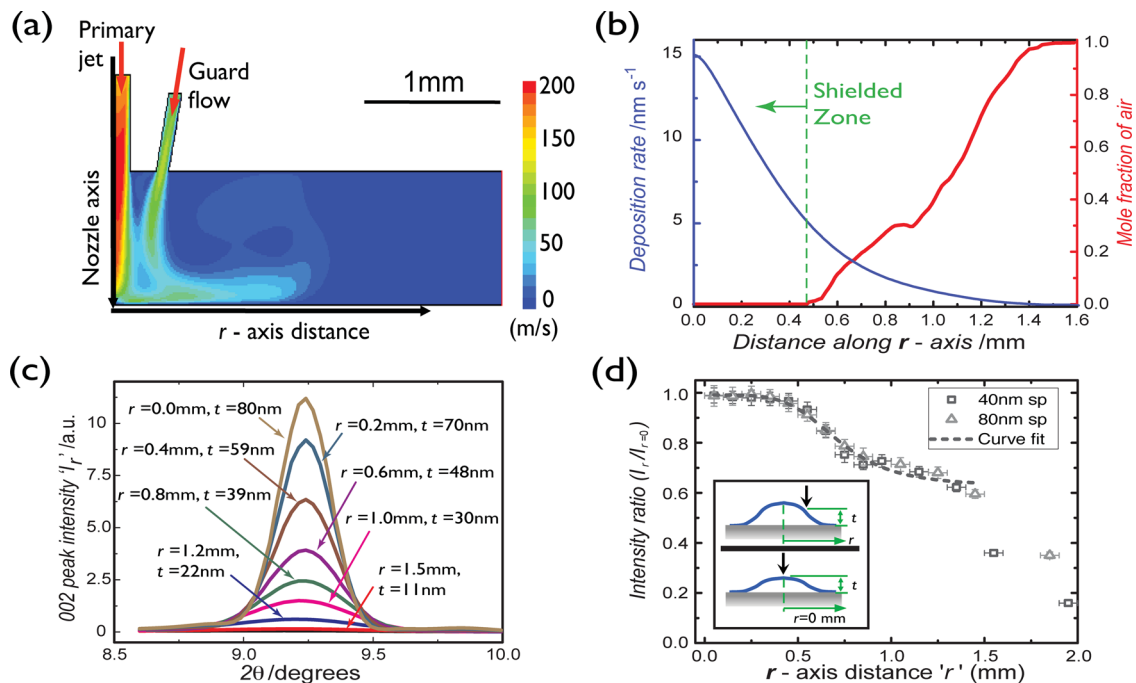 (a)
Primary
jet
Guard
flow
1mm
200
150
100
50
0
(m/s)
Nozzle axis
r - axis distance
(b)
15
10
5
0
Deposition rate /nm s⁻¹
Shielded
Zone
1.0
0.8
0.6
0.4
0.2
0.0
Mole fraction of air
0.0 0.2 0.4 0.6 0.8 1.0 1.2 1.4 1.6
Distance along r - axis /mm
(c)
10
7.5
5.0
2.5
0
002 peak intensity 'Iᵣ' /a.u.
r=0.0mm, t=80nm
r=0.2mm, t=70nm
r=0.4mm, t=59nm
r=0.6mm, t=48nm
r=0.8mm, t=39nm
r=1.0mm, t=30nm
r=1.2mm,
t=22nm
r=1.5mm,
t=11nm
8.5 9.0 9.5 10.0
2θ/degrees
(d)
1.0
0.8
0.6
0.4
0.2
0.0
Intensity ratio (Iᵣ/Iᵣ₌₀)
40nm sp
80nm sp
Curve fit
t
r
t
r=0 mm
0.0 0.5 1.0 1.5 2.0
r - axis distance 'r' (mm)